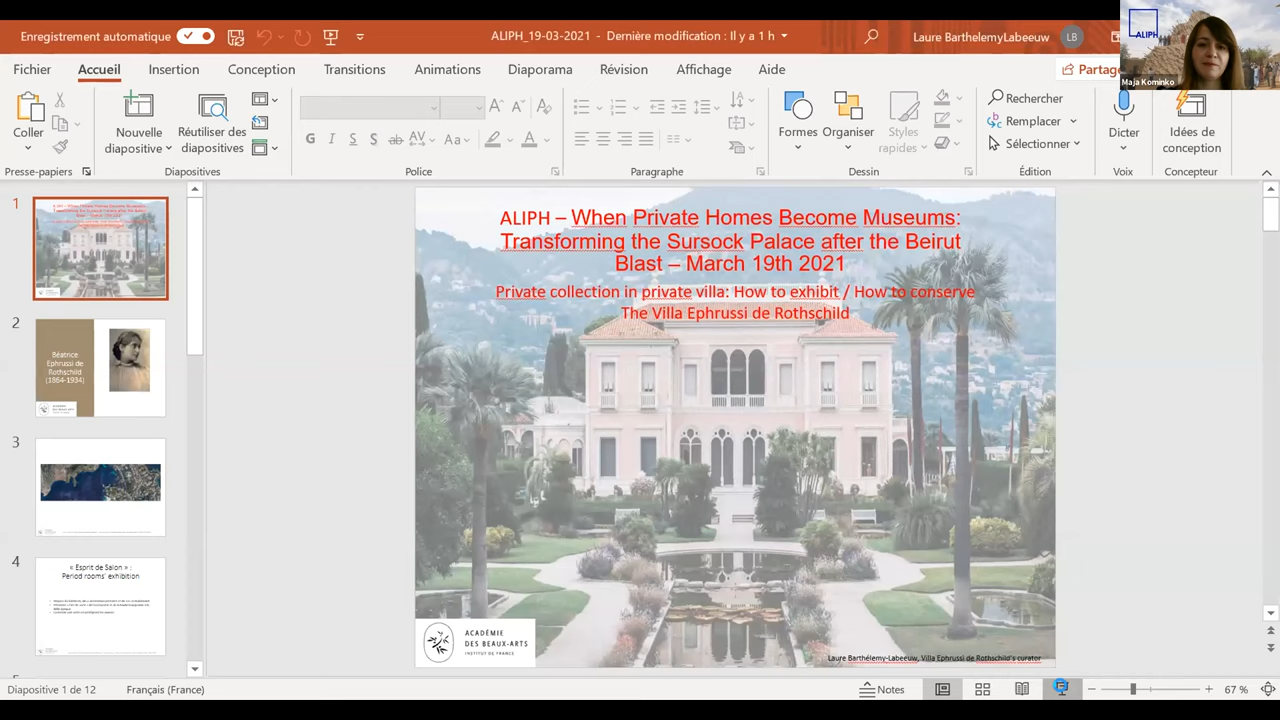 Enregistrement automatique
ALIPH_19-03-2021 - Dernière modification : Il y a 1 h
Laure BarthelemyLabeeuw
LB
ALIPH
Maja Kominko
Fichier
Accueil
Insertion
Conception
Transitions
Animations
Diaporama
Révision
Affichage
Aide
Partage
Coller
Nouvelle
diapositive
Réutiliser des
diapositives
G I S S ab AV Aa A
Formes
Organiser
Styles
rapides
Rechercher
Remplacer
Sélectionner
Dicter
Idées de
conception
Presse-papiers
Diapositives
Police
Paragraphe
Dessin
Édition
Voix
Concepteur
1
2
Béatrice
Ephrussi de
Rothschild
(1864-1934)
3
4
« Esprit de Salon » :
Period rooms' exhibition
ALIPH – When Private Homes Become Museums:
Transforming the Sursock Palace after the Beirut
Blast – March 19th 2021
Private collection in private villa: How to exhibit / How to conserve
The Villa Ephrussi de Rothschild
ACADÉMIE
DES BEAUX-ARTS
INSTITUT DE FRANCE
Laure Barthélemy-Labeeuw, Villa Ephrussi de Rothschild's curator
Diapositive 1 de 12
Français (France)
Notes
67 %